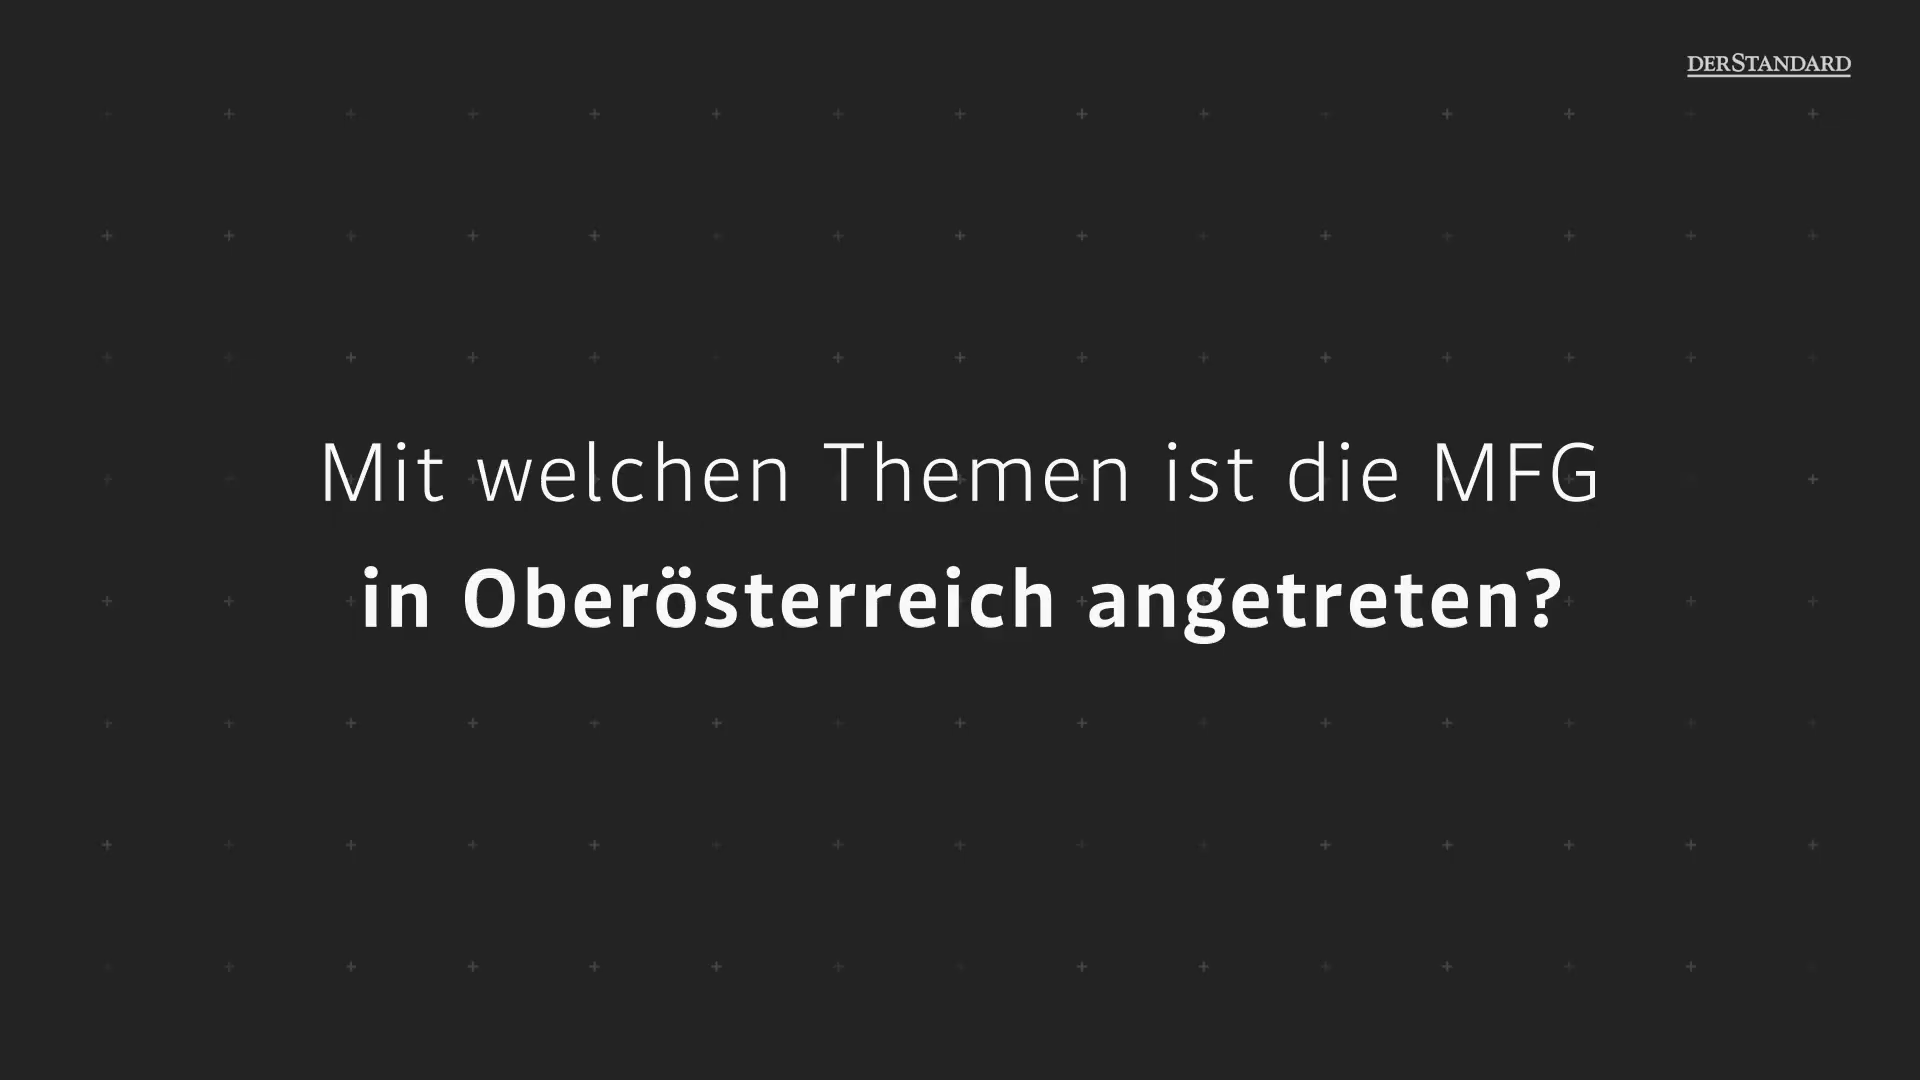 DERSTANDARD
Mit welchen Themen ist die MFG
in Oberösterreich angetreten?